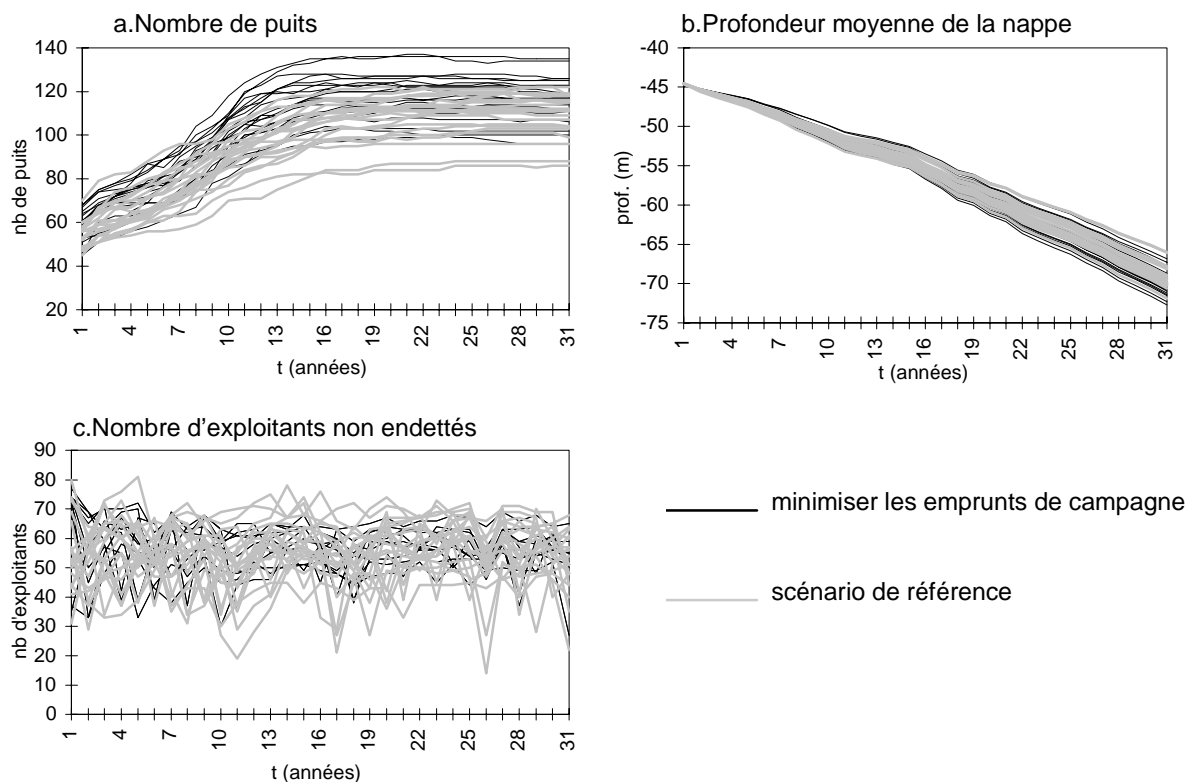 a.Nombre de puits
140
120
100
80
60
40
20
nb de puits
1 4 7 10 13 16 19 22 25 28 31
t (années)
b.Profondeur moyenne de la nappe
-40
-45
-50
-55
-60
-65
-70
-75
prof. (m)
1 4 7 10 13 16 19 22 25 28 31
t (années)
c.Nombre d'exploitants non endettés
90
80
70
60
50
40
30
20
10
0
nb d'exploitants
1 4 7 10 13 16 19 22 25 28 31
t (années)
minimiser les emprunts de campagne
scénario de référence